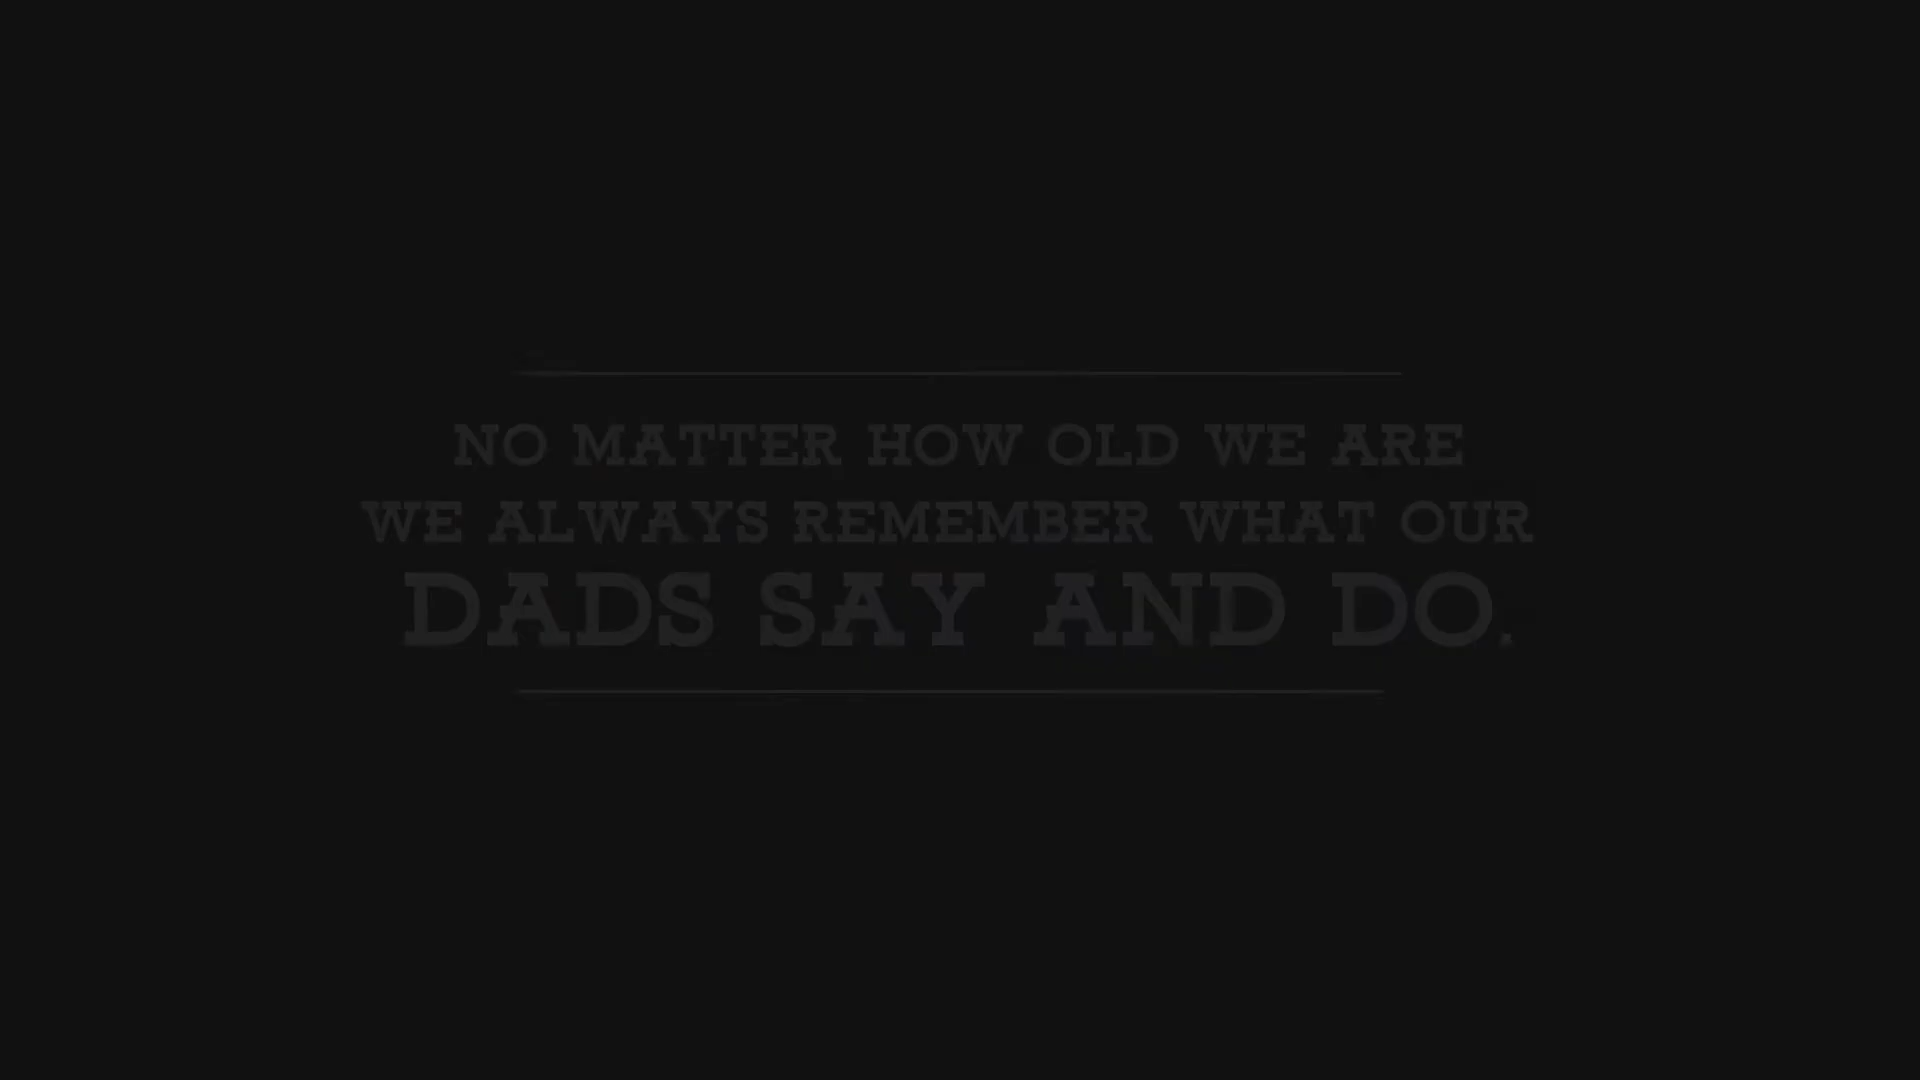 NO MATTER HOW OLD WE ARE
WE ALWAYS REMEMBER WHAT OUR
DADS SAY AND DO.